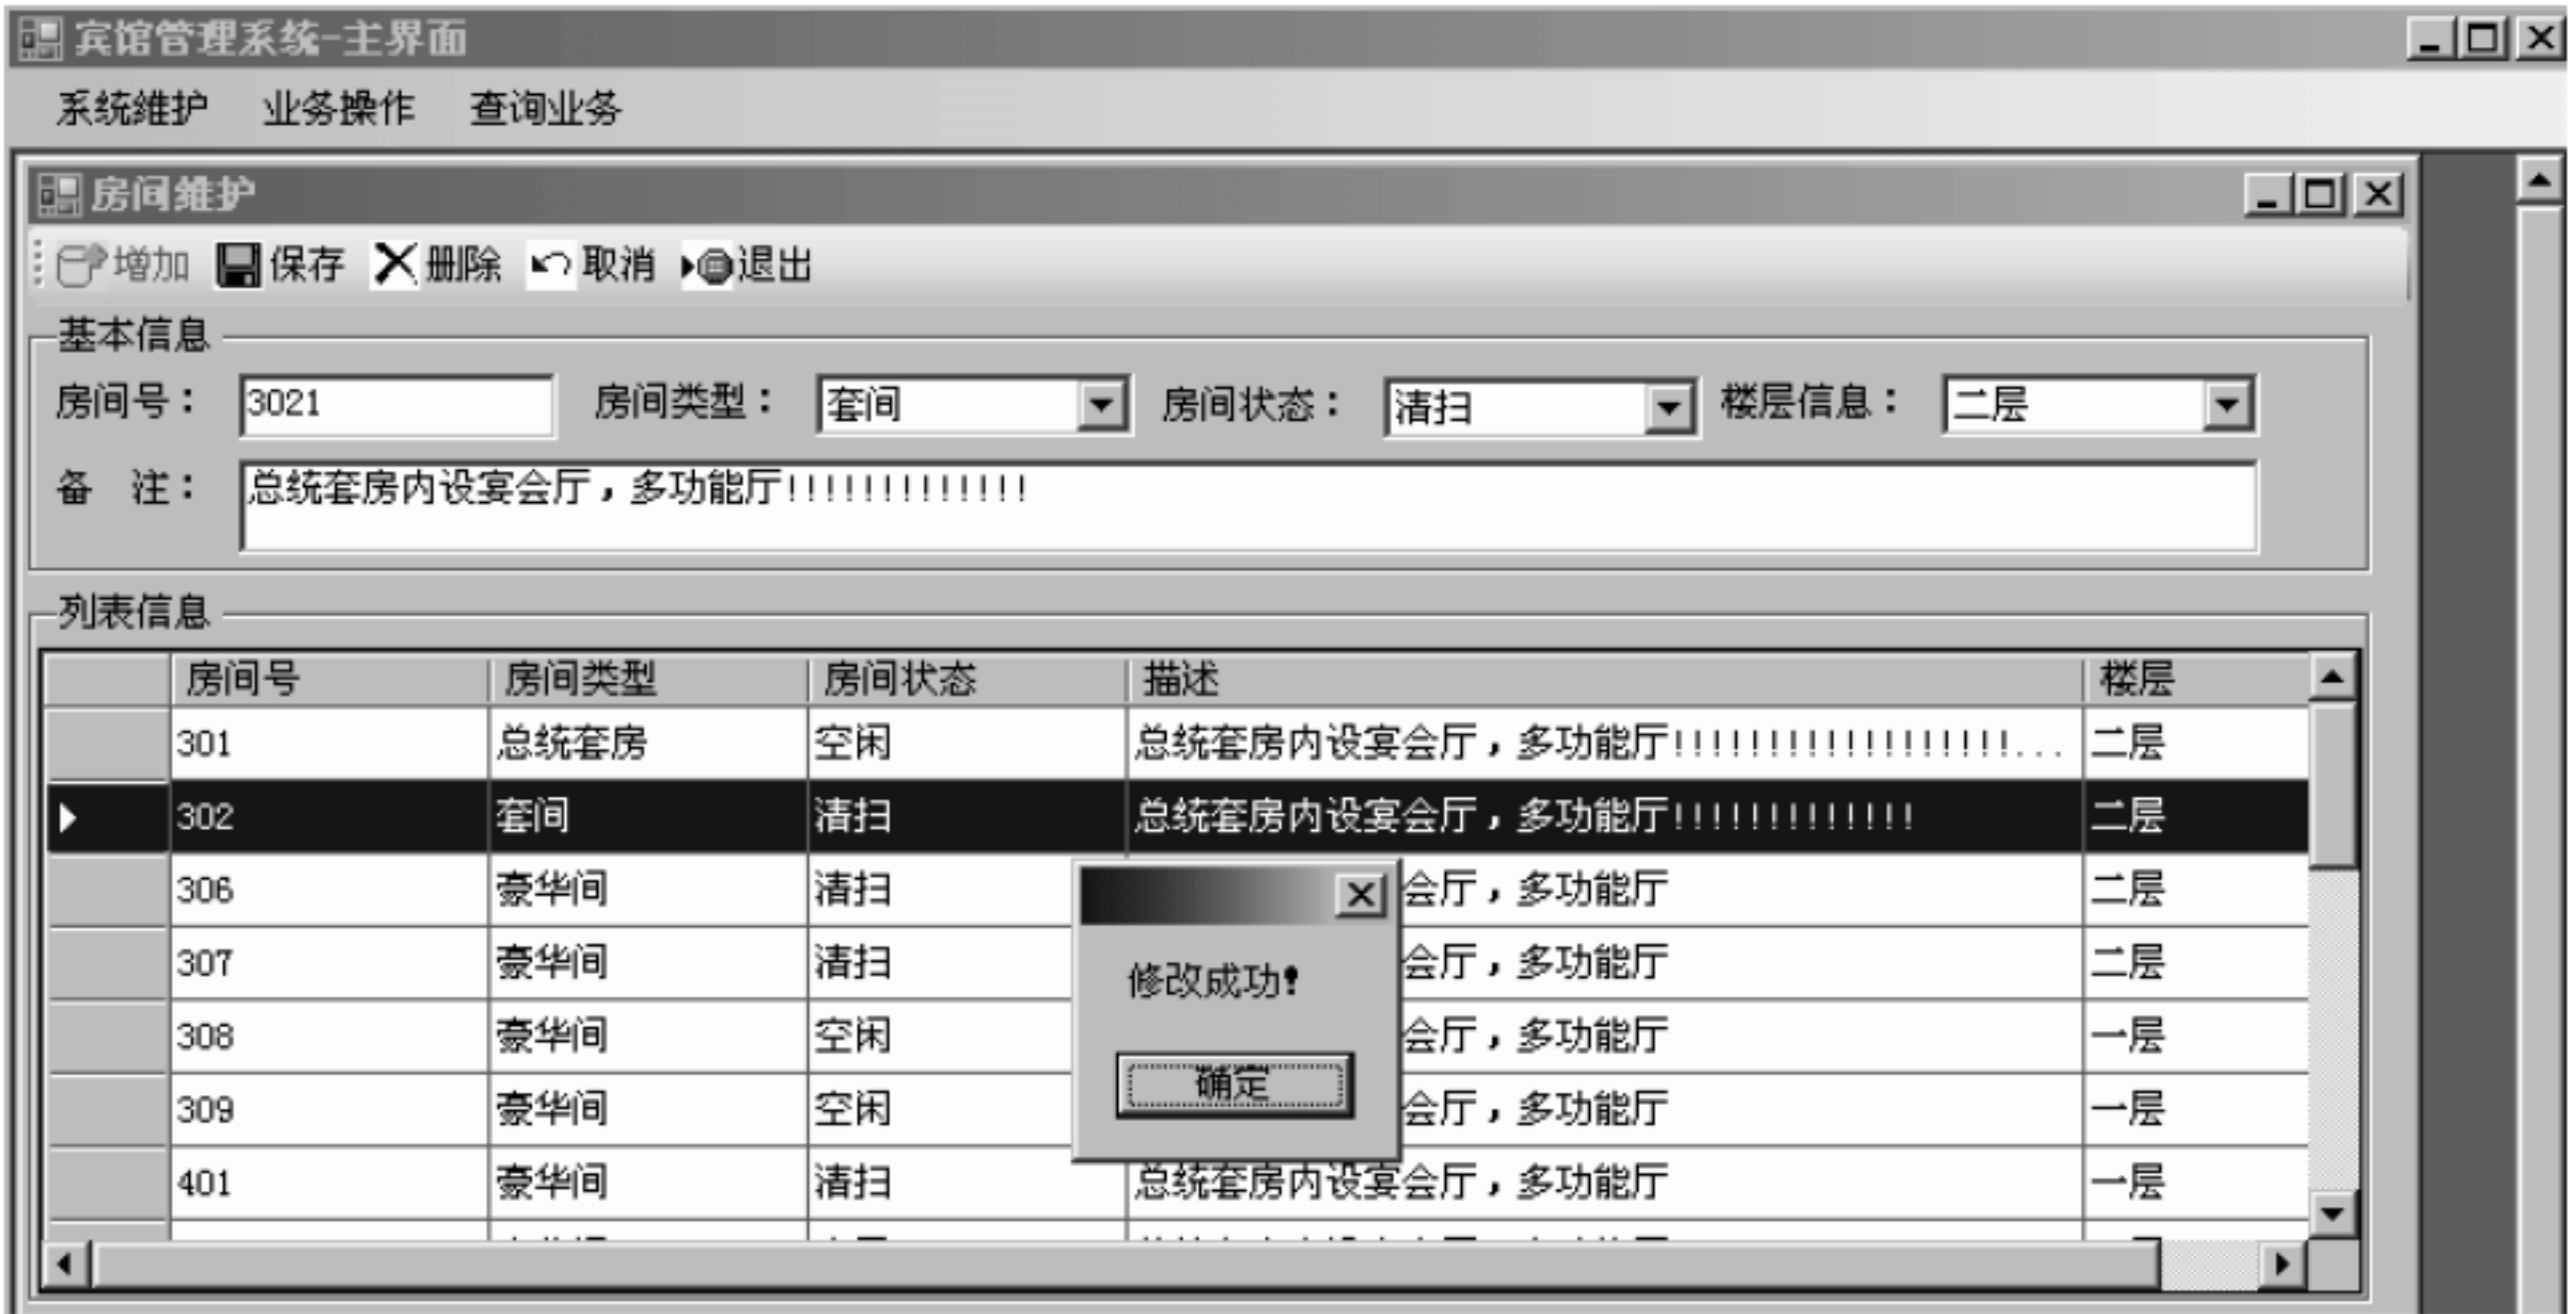 宾馆管理系统-主界面
系统维护 业务操作 查询业务
房间维护
增加 保存 删除 取消 退出
基本信息
房间号： 3021 房间类型： 套间 房间状态： 清扫 楼层信息： 二层
备 注： 总统套房内设宴会厅，多功能厅!!!!!!!!!!!!!
列表信息
房间号 房间类型 房间状态 描述 楼层
301 总统套房 空闲 总统套房内设宴会厅，多功能厅!!!!!!!!!!!!!!!!!!... 二层
302 套间 清扫 总统套房内设宴会厅，多功能厅!!!!!!!!!!!!! 二层
306 豪华间 清扫 会厅，多功能厅 二层
307 豪华间 清扫 会厅，多功能厅 二层
修改成功!
308 豪华间 空闲 会厅，多功能厅 一层
确定
309 豪华间 空闲 会厅，多功能厅 一层
401 豪华间 清扫 总统套房内设宴会厅，多功能厅 一层